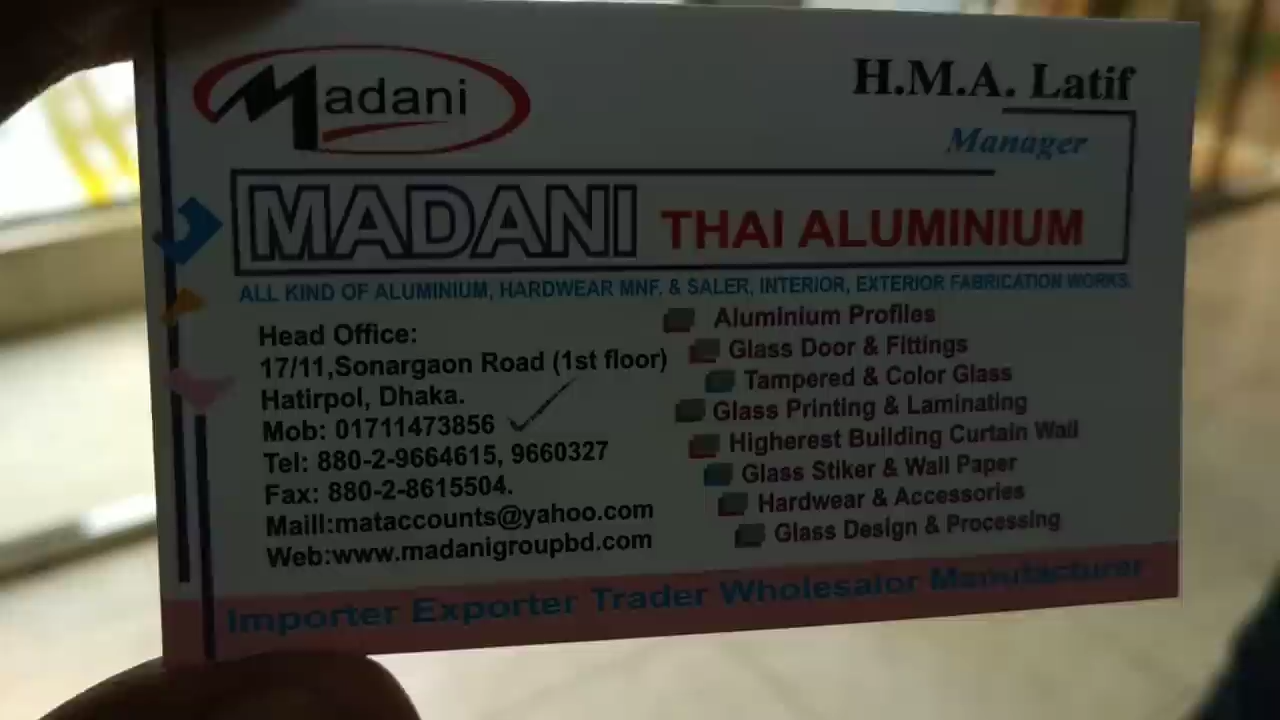 Madani
H.M.A. Latif
Manager
MADANI THAI ALUMINIUM
ALL KIND OF ALUMINIUM, HARDWEAR MNF. & SALER, INTERIOR, EXTERIOR FABRICATION WORKS.
Head Office:
17/11,Sonargaon Road (1st floor)
Hatirpol, Dhaka.
Mob: 01711473856
Tel: 880-2-9664615, 9660327
Fax: 880-2-8615504.
Maill:mataccounts@yahoo.com
Web:www.madanigroupbd.com
Aluminium Profiles
Glass Door & Fittings
Tampered & Color Glass
Glass Printing & Laminating
Higherest Building Curtain Wall
Glass Stiker & Wall Paper
Hardwear & Accessories
Glass Design & Processing
Importer Exporter Trader Wholesalor Manufacturer